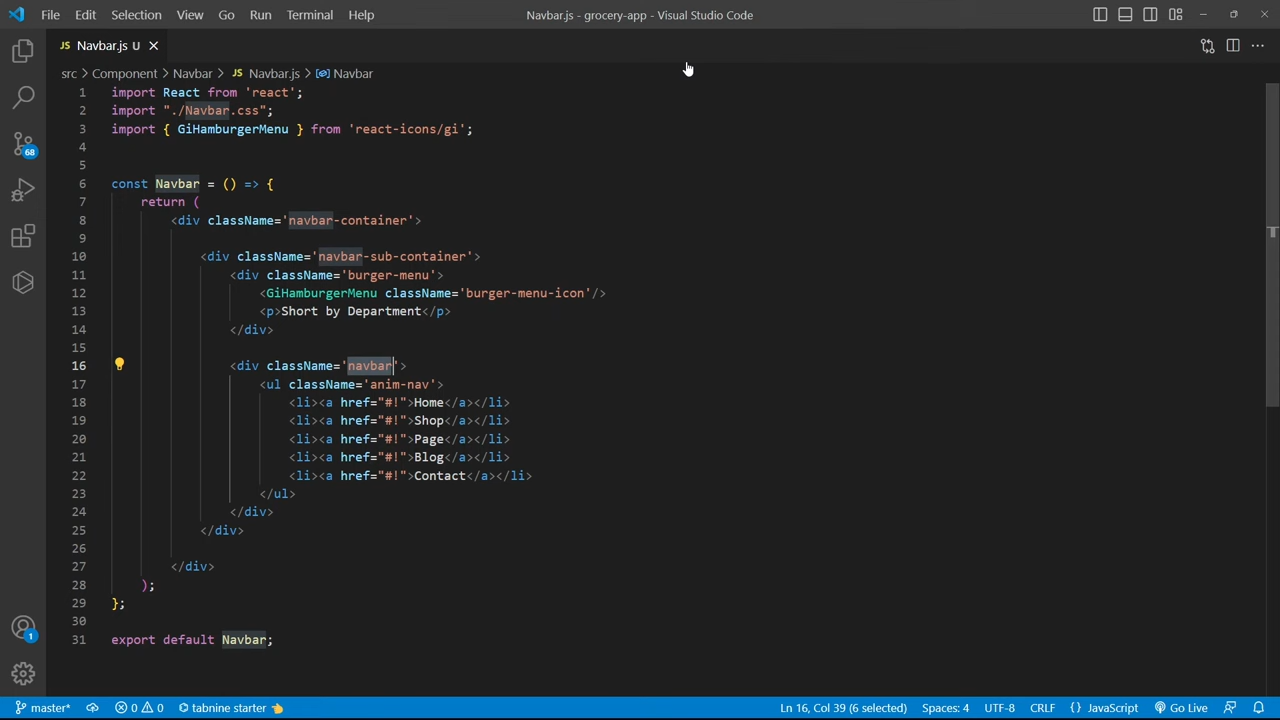 File Edit Selection View Go Run Terminal Help Navbar.js - grocery-app - Visual Studio Code
JS Navbar.js U
src > Component > Navbar > JS Navbar.js > Navbar
1 import React from 'react';
2 import "./Navbar.css";
3 import { GiHamburgerMenu } from 'react-icons/gi';
4
5
6 const Navbar = () => {
7 return (
8 <div className='navbar-container'>
9
10 <div className='navbar-sub-container'>
11 <div className='burger-menu'>
12 <GiHamburgerMenu className='burger-menu-icon'/>
13 <p>Short by Department</p>
14 </div>
15
16 <div className='navbar'>
17 <ul className='anim-nav'>
18 <li><a href="#!">Home</a></li>
19 <li><a href="#!">Shop</a></li>
20 <li><a href="#!">Page</a></li>
21 <li><a href="#!">Blog</a></li>
22 <li><a href="#!">Contact</a></li>
23 </ul>
24 </div>
25 </div>
26
27 </div>
28 );
29 };
30
31 export default Navbar;
68
1
master* 0 0 tabnine starter Ln 16, Col 39 (6 selected) Spaces: 4 UTF-8 CRLF {} JavaScript Go Live